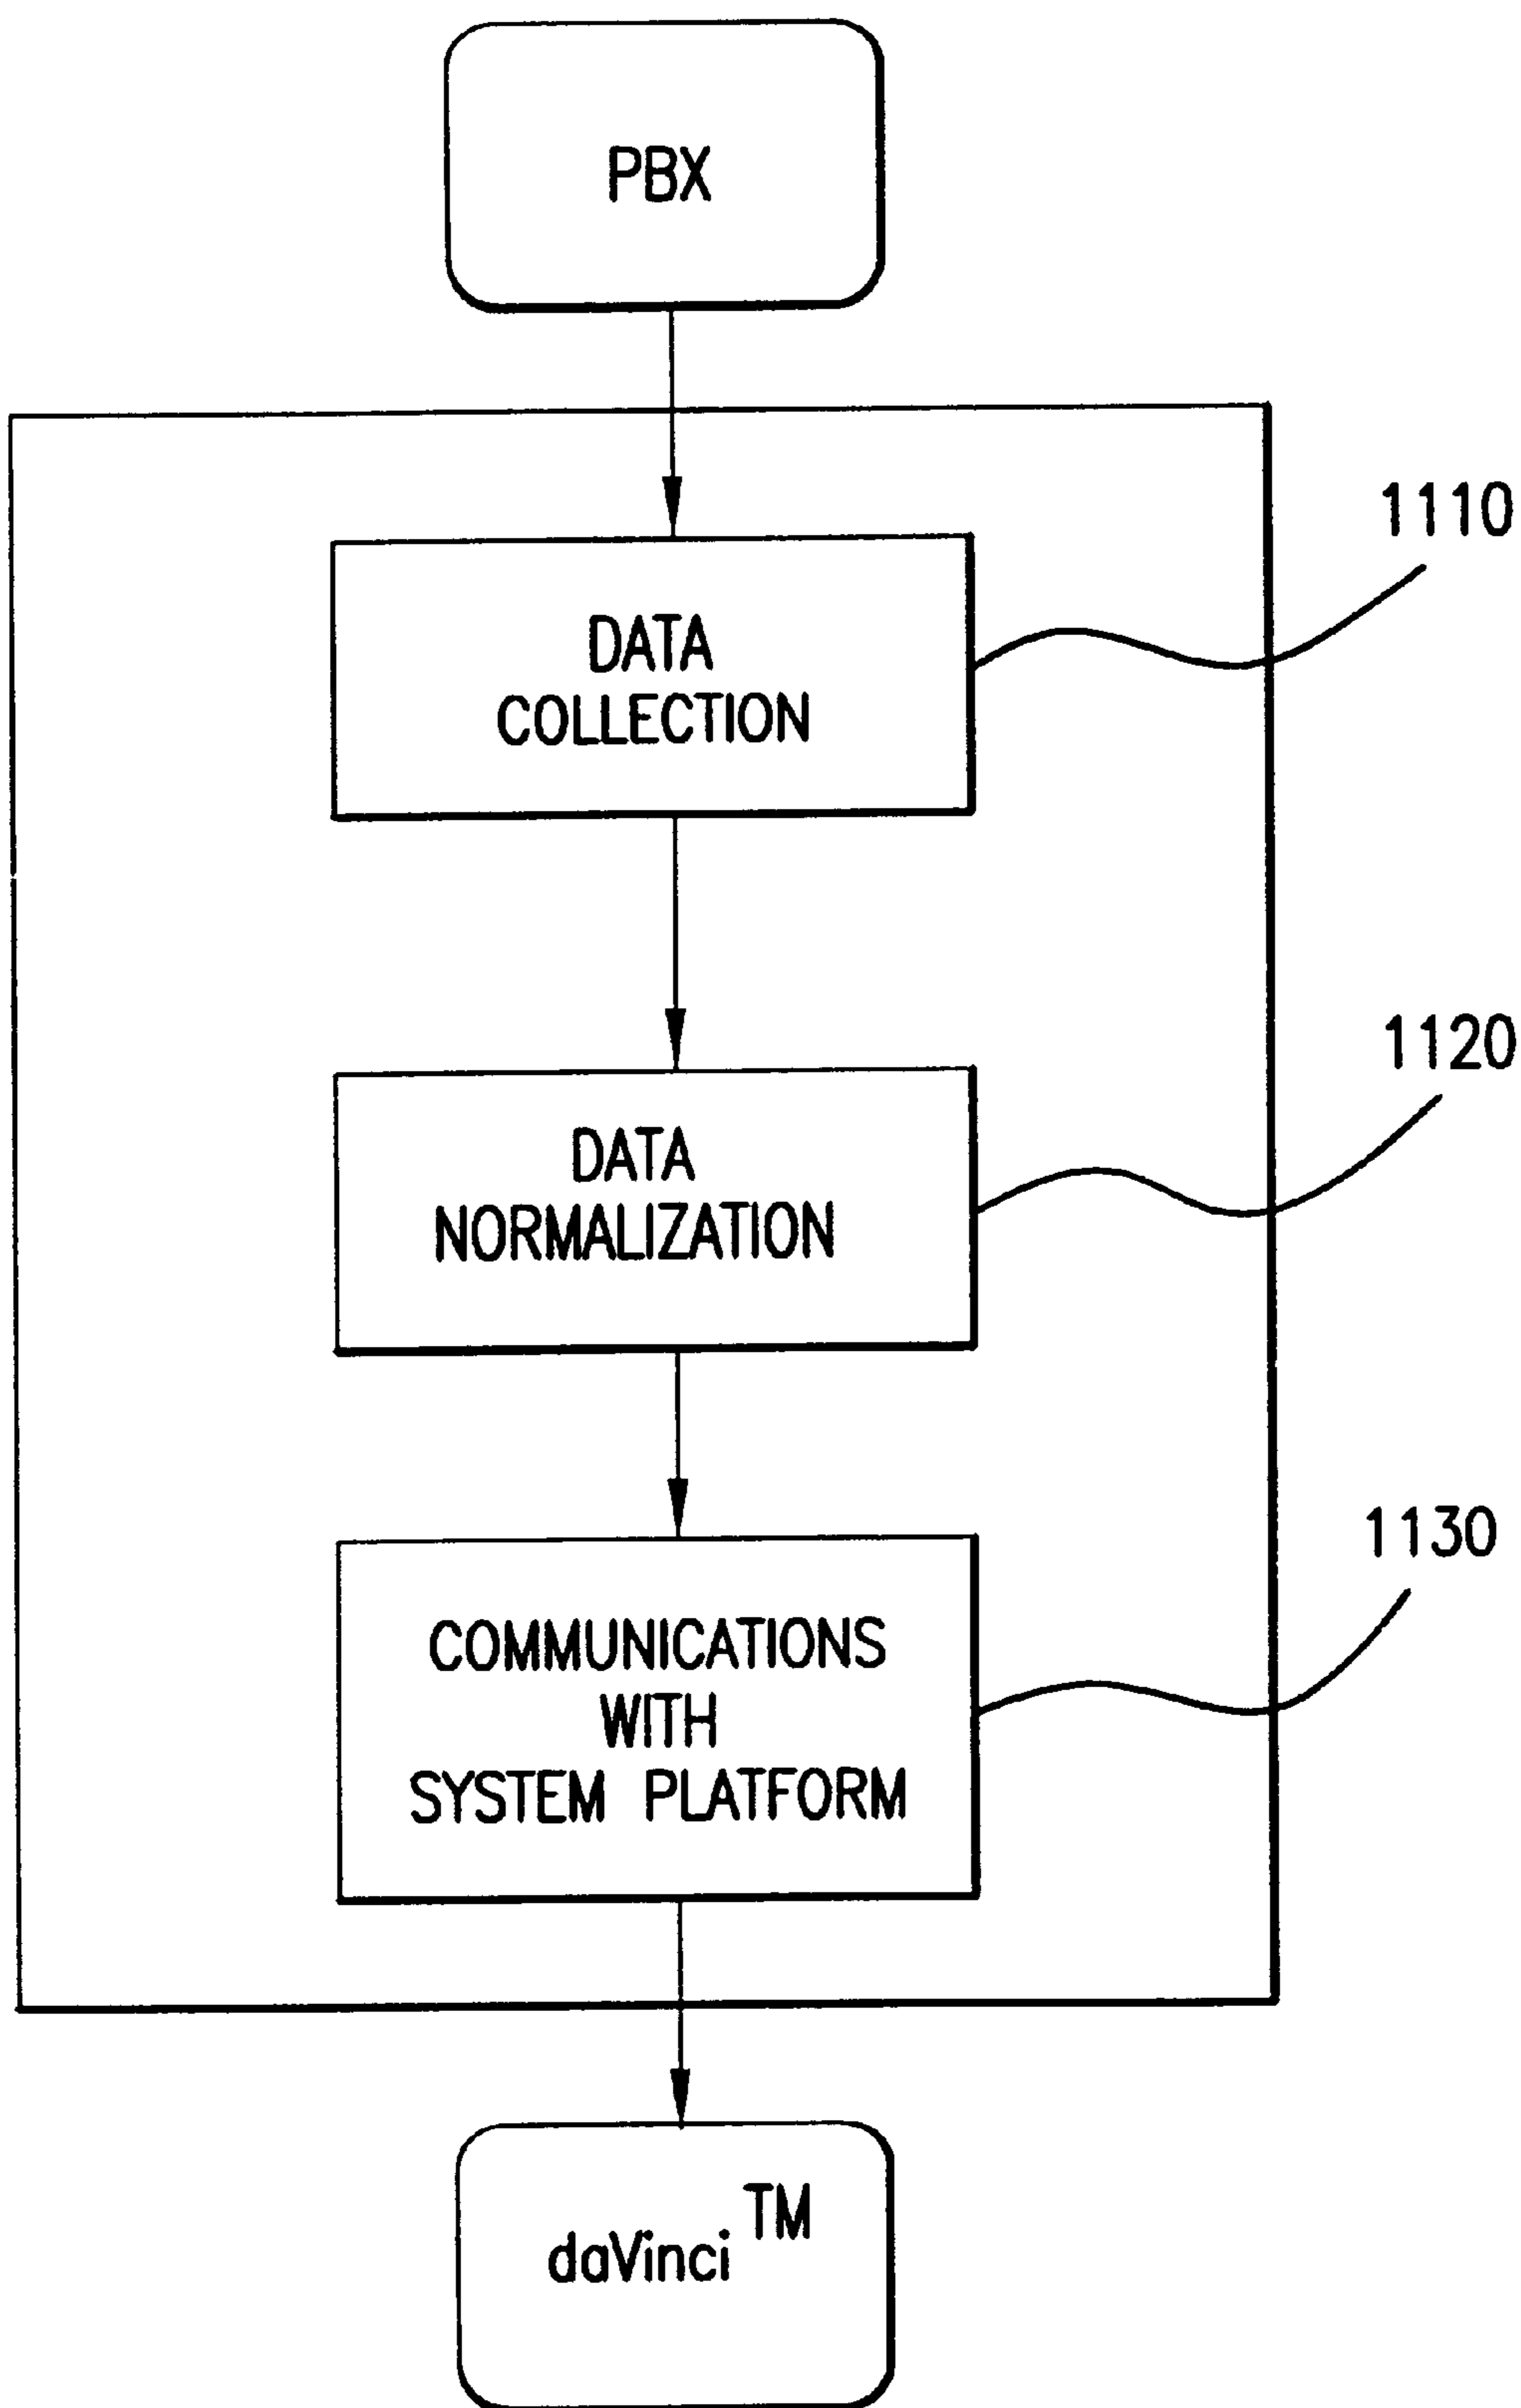 PBX
1110
DATA
COLLECTION
1120
DATA
NORMALIZATION
1130
COMMUNICATIONS
WITH
SYSTEM PLATFORM
daVinci TM